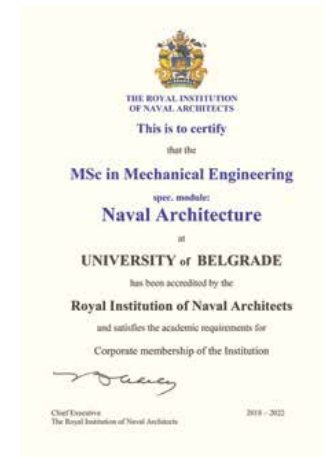 THE ROYAL INSTITUTION
OF NAVAL ARCHITECTS
This is to certify
that the
MSc in Mechanical Engineering
spec. module:
Naval Architecture
at
UNIVERSITY of BELGRADE
has been accredited by the
Royal Institution of Naval Architects
and satisfies the academic requirements for
Corporate membership of the Institution
Chief Executive
The Royal Institution of Naval Architects
2018 - 2022